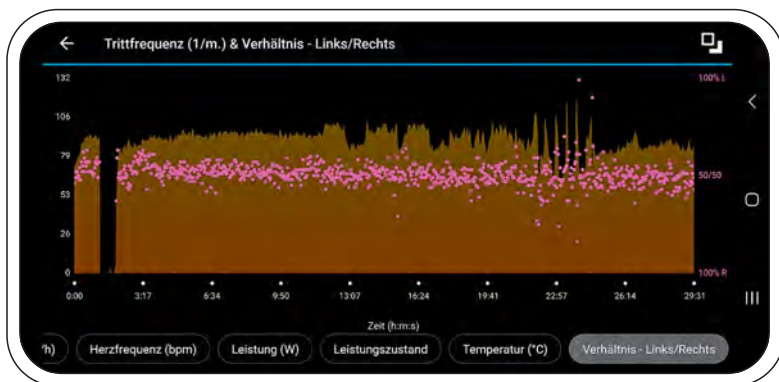 Trittfrequenz (1/m.) & Verhältnis - Links/Rechts
132
100% L
106
79
50/50
53
26
0
100% R
0:00 3:17 6:34 9:50 13:07 16:24 19:41 22:57 26:14 29:31
Zeit (h:m:s)
/h) Herzfrequenz (bpm) Leistung (W) Leistungszustand Temperatur (°C) Verhältnis - Links/Rechts